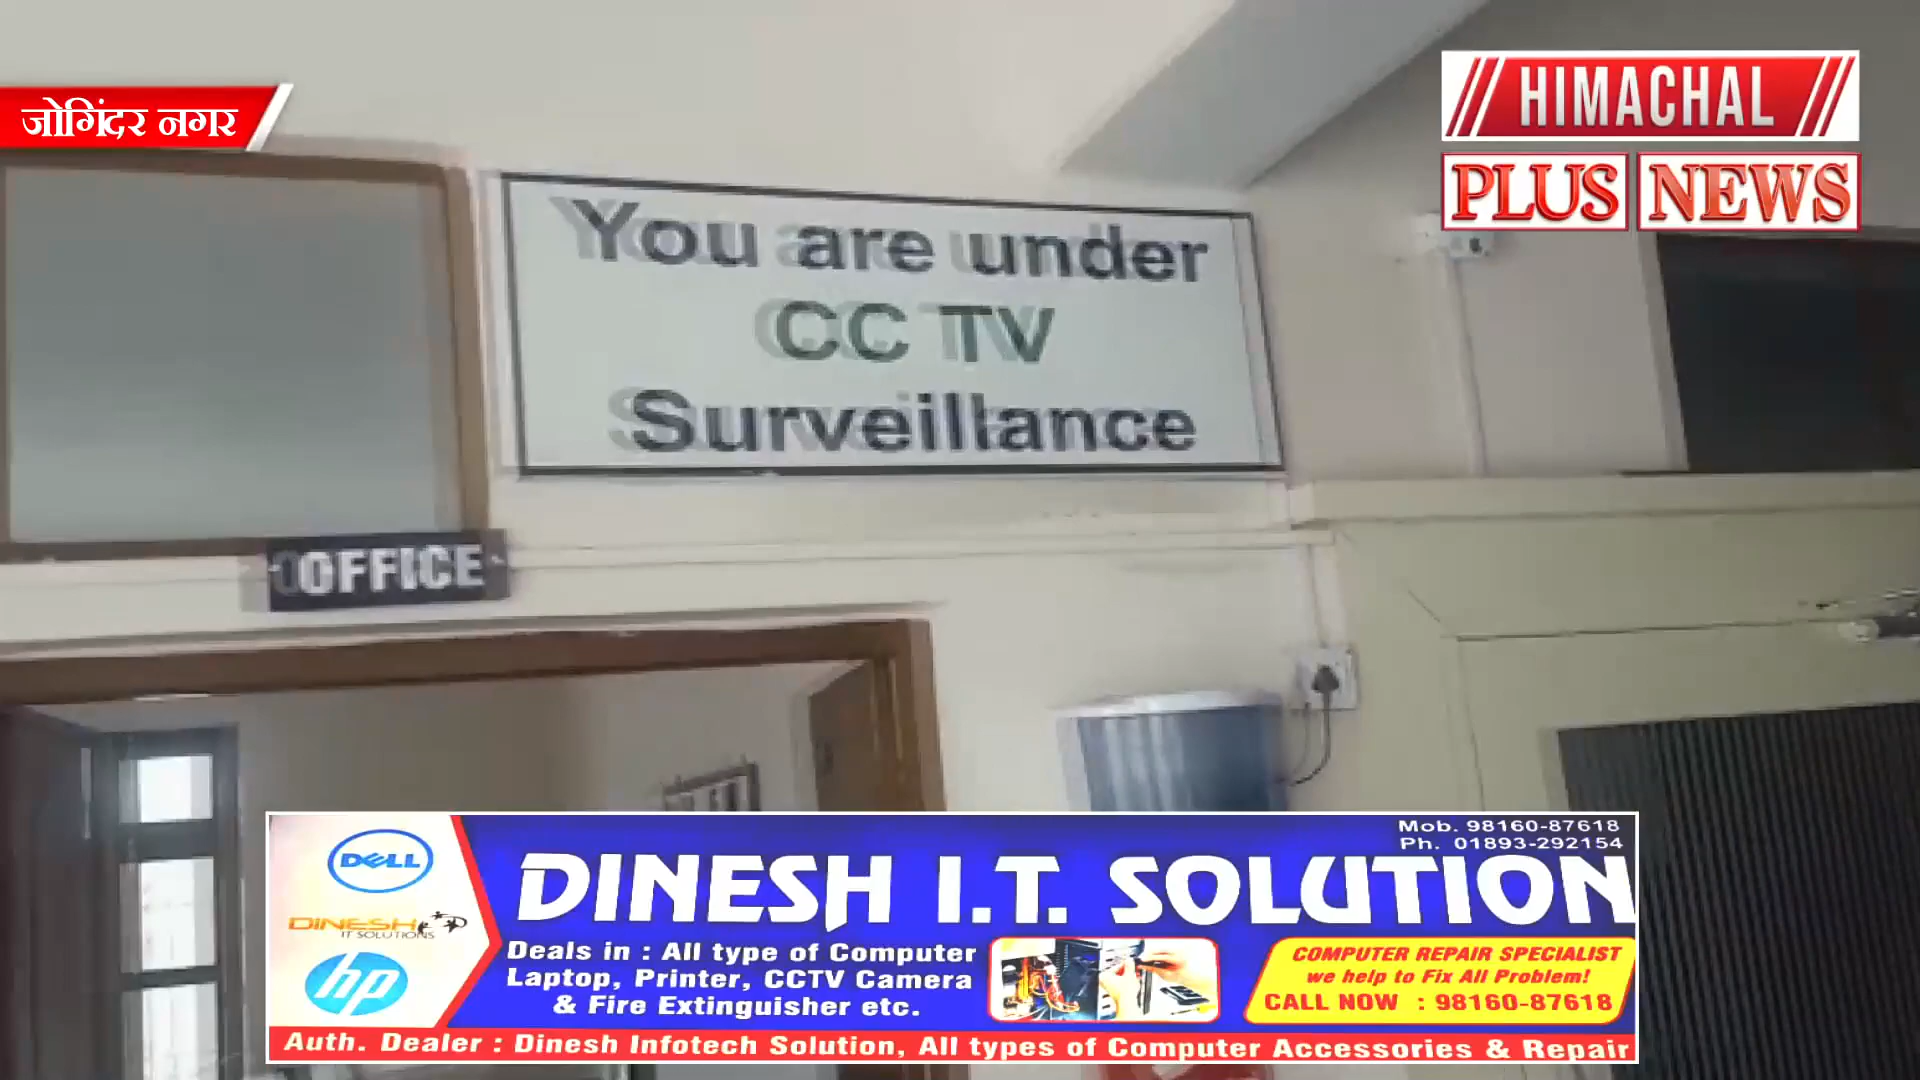 जोगिंदर नगर
HIMACHAL
PLUS NEWS
You are under
CC TV
Surveillance
OFFICE
Mob. 98160-87618
Ph. 01893-292154
DELL
DINESH
IT SOLUTIONS
hp
DINESH I.T. SOLUTION
Deals in : All type of Computer
Laptop, Printer, CCTV Camera
& Fire Extinguisher etc.
COMPUTER REPAIR SPECIALIST
we help to Fix All Problem!
CALL NOW : 98160-87618
Auth. Dealer : Dinesh Infotech Solution, All types of Computer Accessories & Repair